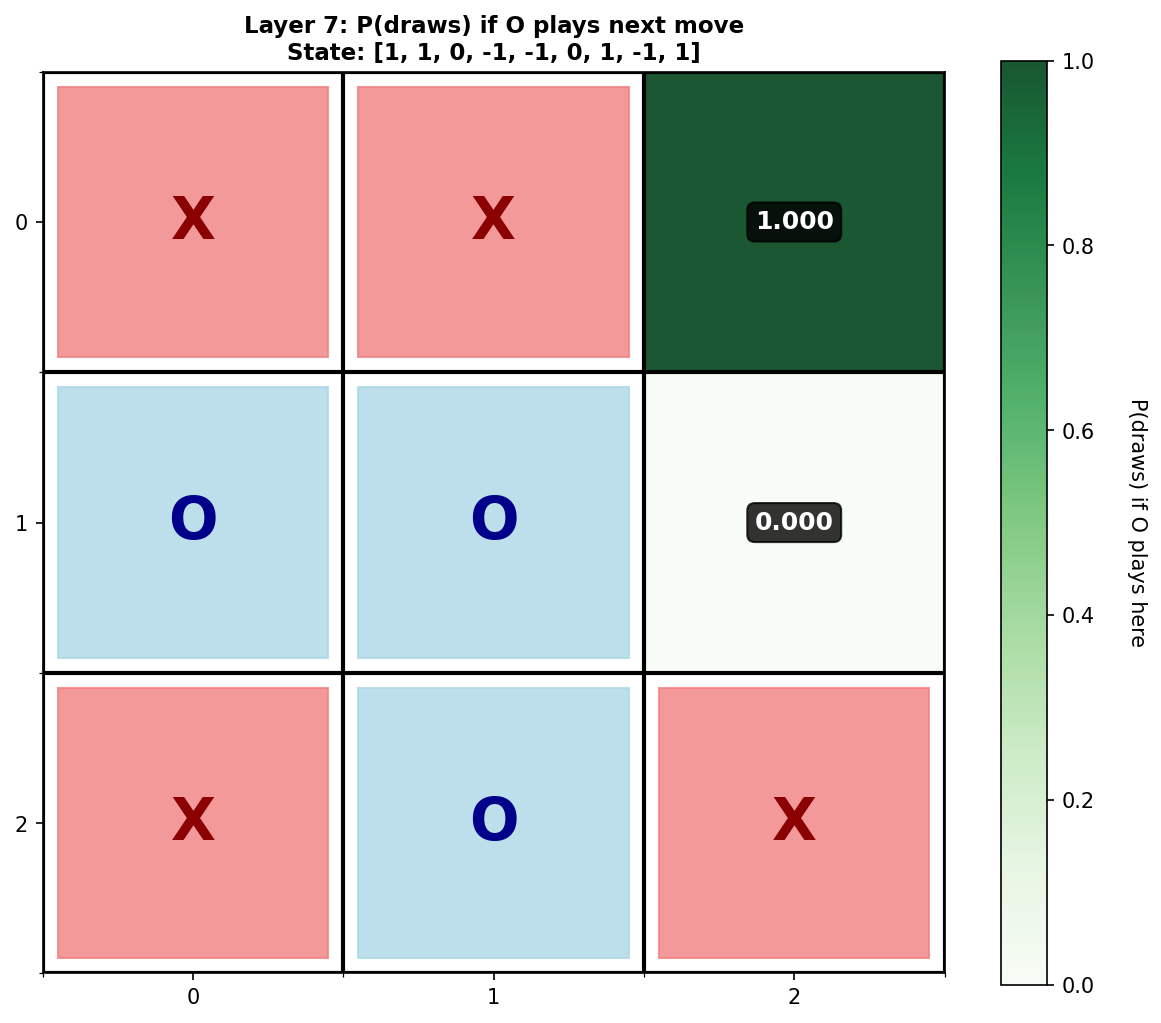 Layer 7: P(draws) if O plays next move
State: [1, 1, 0, -1, -1, 0, 1, -1, 1]
X
X
1.000
O
O
0.000
X
O
X
0
1
2
0
1
2
1.0
0.8
0.6
0.4
0.2
0.0
P(draws) if O plays here